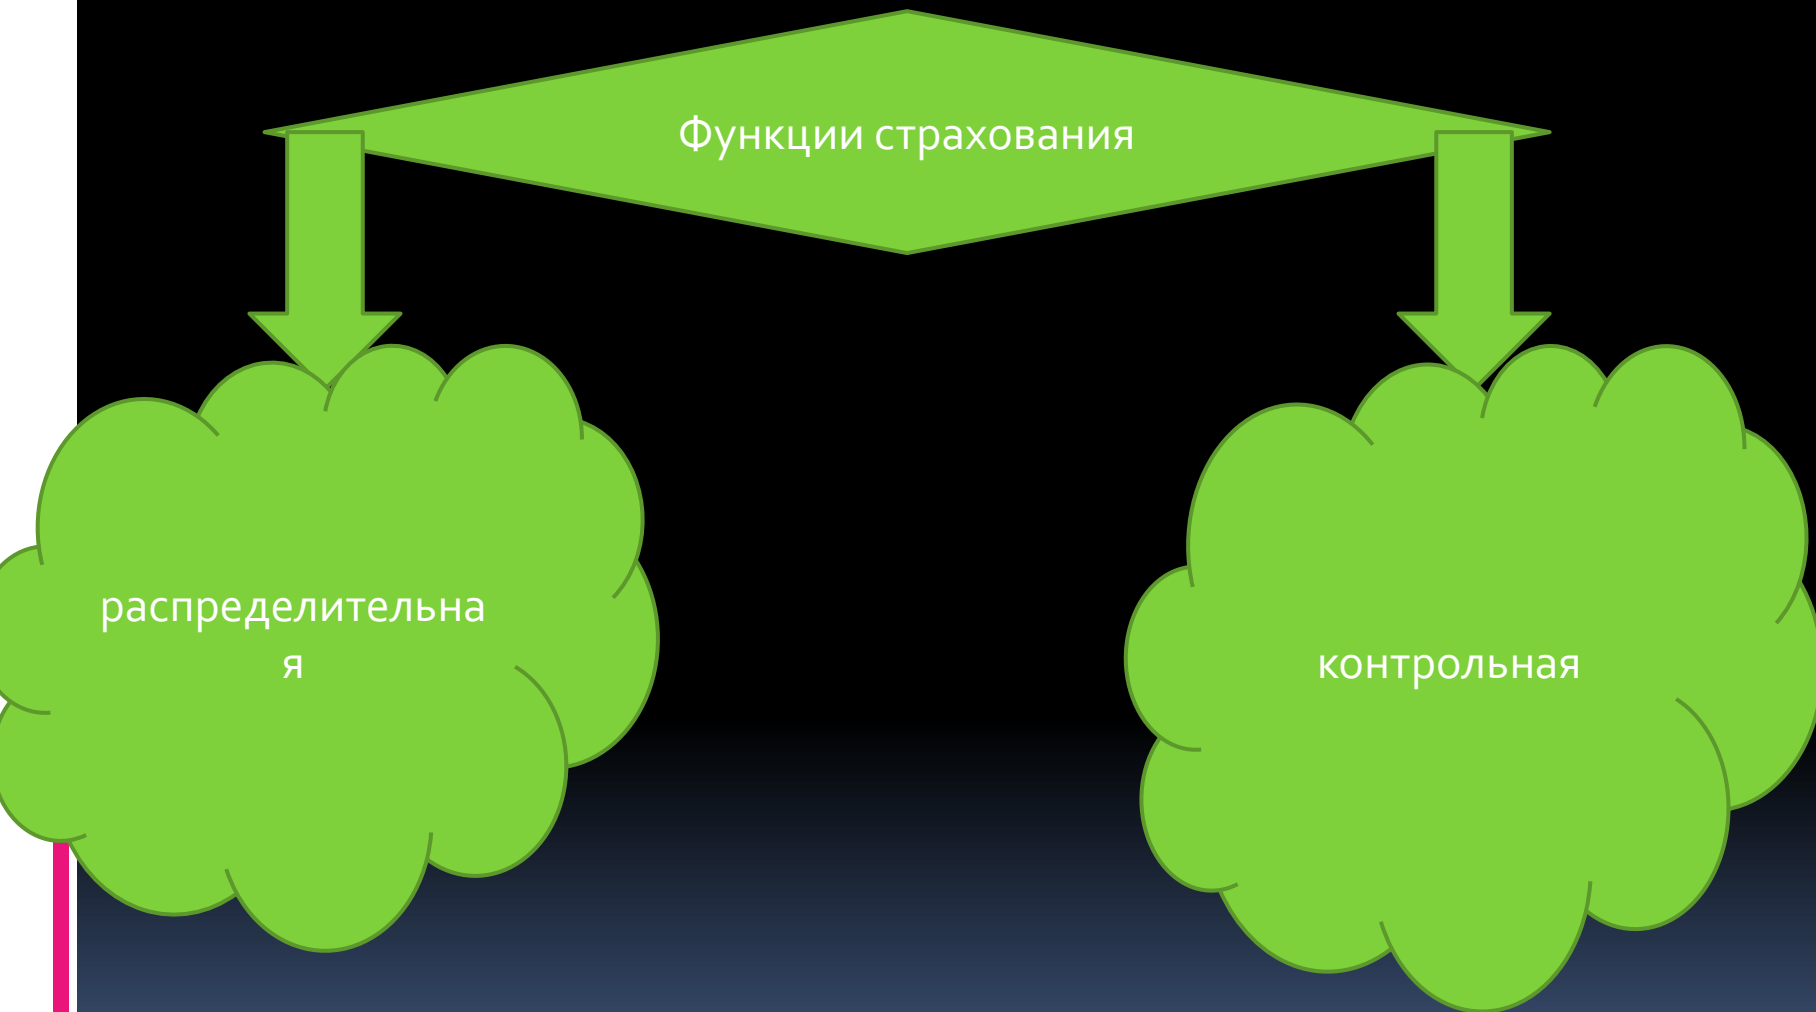 Функции страхования
распределительна
я
контрольная